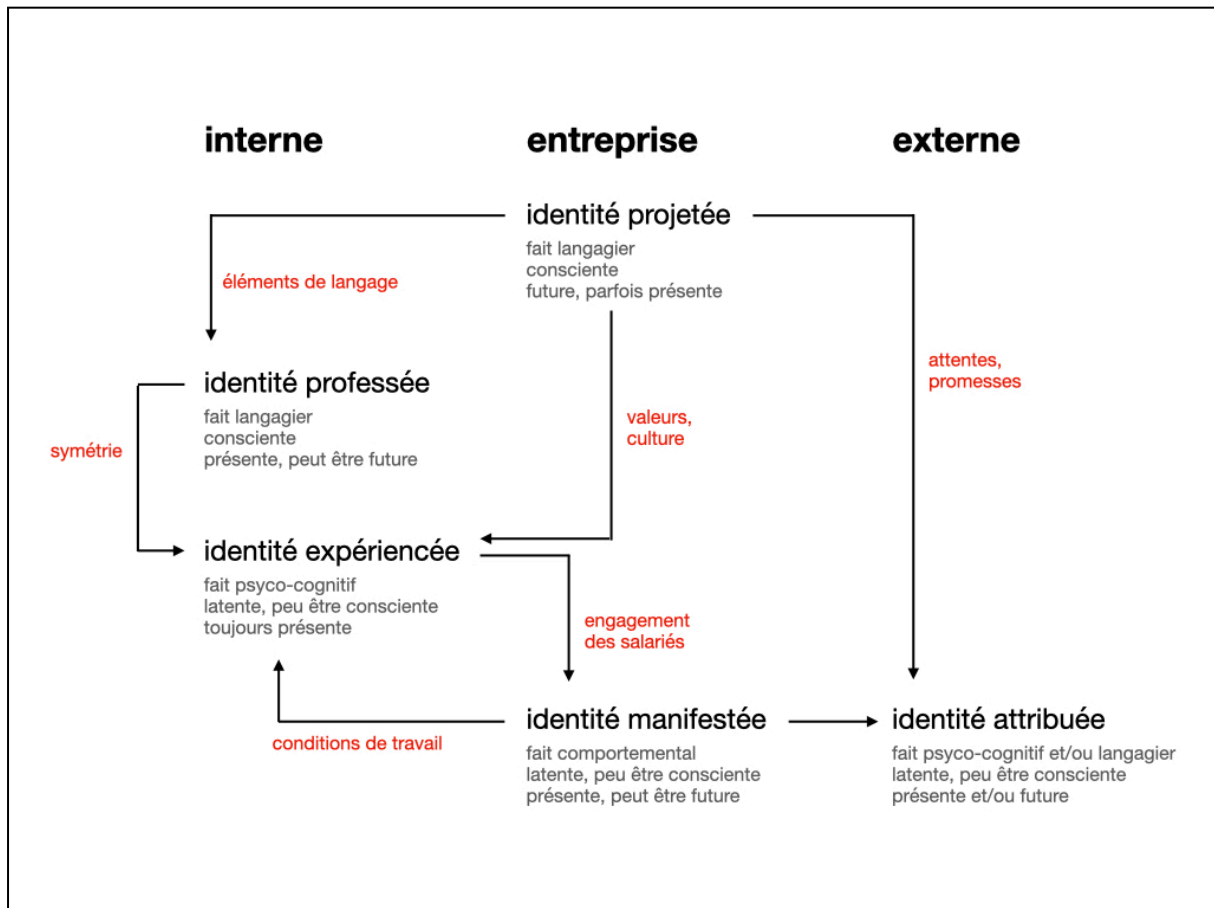 interne
entreprise
externe
identité projetée
fait langagier
consciente
future, parfois présente
éléments de langage
attentes,
promesses
identité professée
fait langagier
consciente
présente, peut être future
valeurs,
culture
symétrie
identité expériencée
fait psyco-cognitif
latente, peu être consciente
toujours présente
engagement
des salariés
identité manifestée
fait comportemental
latente, peu être consciente
présente, peut être future
conditions de travail
identité attribuée
fait psyco-cognitif et/ou langagier
latente, peu être consciente
présente et/ou future